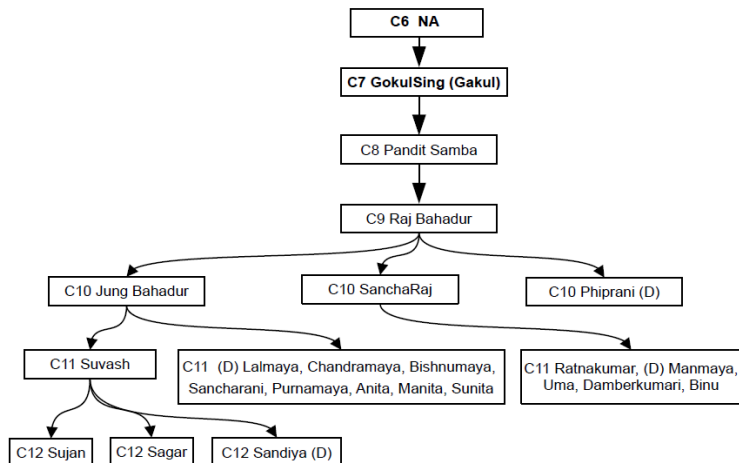 C6 NA
C7 GokulSing (Gakul)
C8 Pandit Samba
C9 Raj Bahadur
C10 Jung Bahadur
C10 SanchaRaj
C10 Phiprani (D)
C11 Suvash
C11 (D) Lalmaya, Chandramaya, Bishnumaya,
Sancharani, Purnamaya, Anita, Manita, Sunita
C11 Ratnakumar, (D) Manmaya,
Uma, Damberkumari, Binu
C12 Sujan
C12 Sagar
C12 Sandiya (D)